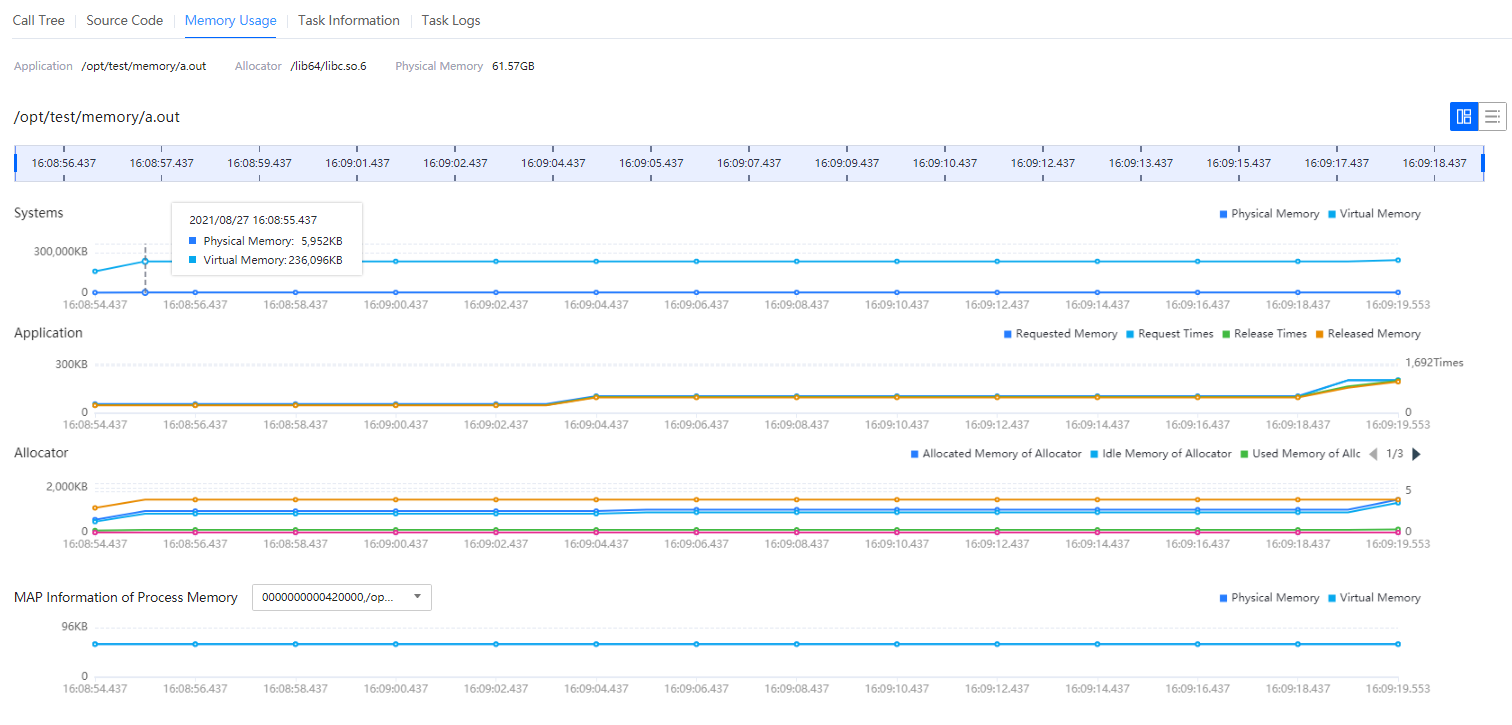 Call Tree Source Code Memory Usage Task Information Task Logs
Application /opt/test/memory/a.out Allocator /lib64/libc.so.6 Physical Memory 61.57GB
/opt/test/memory/a.out
16:08:56.437 16:08:57.437 16:08:59.437 16:09:01.437 16:09:02.437 16:09:04.437 16:09:05.437 16:09:07.437 16:09:09.437 16:09:10.437 16:09:12.437 16:09:13.437 16:09:15.437 16:09:17.437 16:09:18.437
Systems
Physical Memory Virtual Memory
2021/08/27 16:08:55.437
Physical Memory: 5,952KB
Virtual Memory: 236,096KB
300,000KB
0
16:08:54.437 16:08:56.437 16:08:58.437 16:09:00.437 16:09:02.437 16:09:04.437 16:09:06.437 16:09:08.437 16:09:10.437 16:09:12.437 16:09:14.437 16:09:16.437 16:09:18.437 16:09:19.553
Application
Requested Memory Request Times Release Times Released Memory
300KB 1,692Times
0 0
16:08:54.437 16:08:56.437 16:08:58.437 16:09:00.437 16:09:02.437 16:09:04.437 16:09:06.437 16:09:08.437 16:09:10.437 16:09:12.437 16:09:14.437 16:09:16.437 16:09:18.437 16:09:19.553
Allocator
Allocated Memory of Allocator Idle Memory of Allocator Used Memory of Allc 1/3
2,000KB 5
0 0
16:08:54.437 16:08:56.437 16:08:58.437 16:09:00.437 16:09:02.437 16:09:04.437 16:09:06.437 16:09:08.437 16:09:10.437 16:09:12.437 16:09:14.437 16:09:16.437 16:09:18.437 16:09:19.553
MAP Information of Process Memory 0000000000420000,/op...
Physical Memory Virtual Memory
96KB
0
16:08:54.437 16:08:56.437 16:08:58.437 16:09:00.437 16:09:02.437 16:09:04.437 16:09:06.437 16:09:08.437 16:09:10.437 16:09:12.437 16:09:14.437 16:09:16.437 16:09:18.437 16:09:19.553